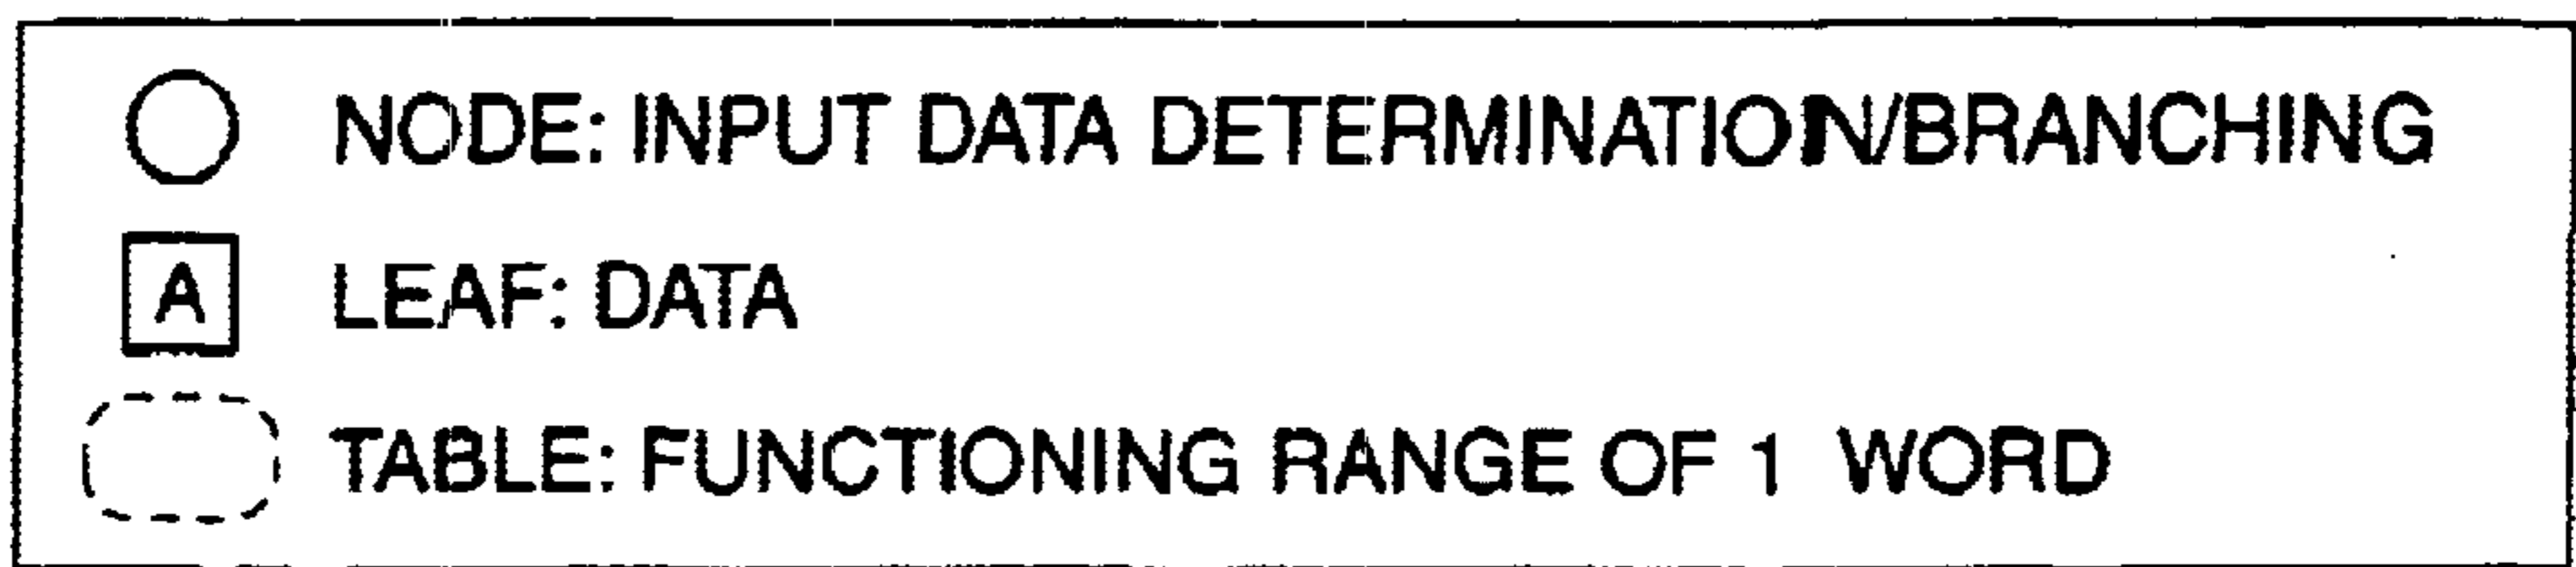 NODE: INPUT DATA DETERMINATION/BRANCHING
A LEAF: DATA
TABLE: FUNCTIONING RANGE OF 1 WORD